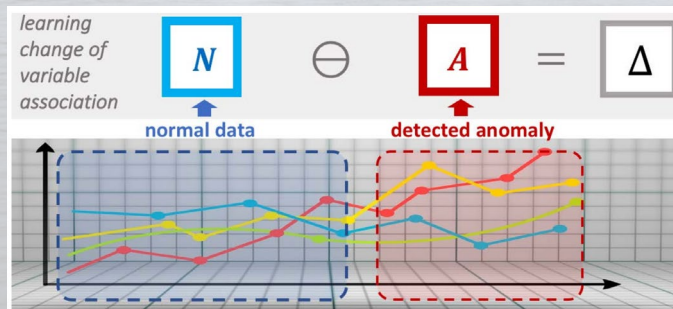 learning
change of
variable
association
N ⊖ A = Δ
normal data
detected anomaly